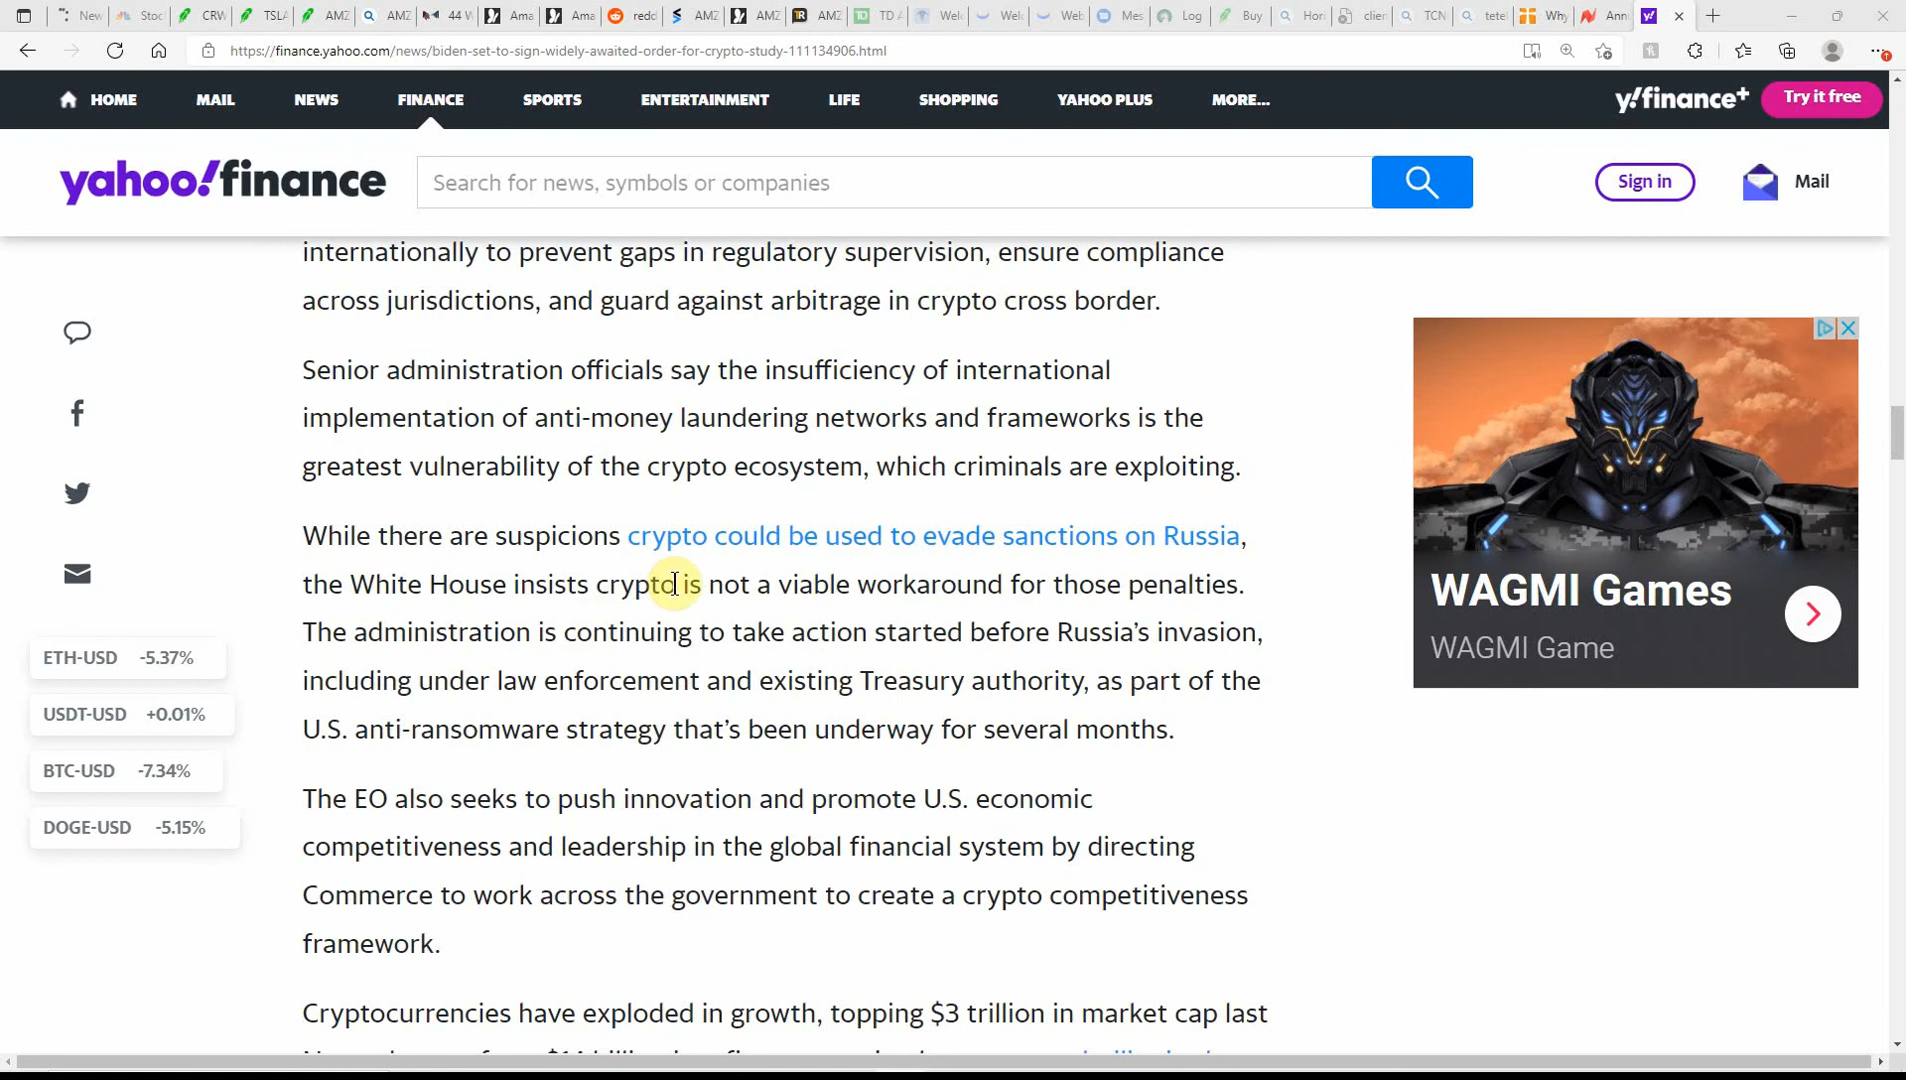 New
Stoc
CRW
TSLA
AMZ
AMZ
44 W
Ama
Ama
redd
AMZ
AMZ
AMZ
TD A
Welc
Welc
Web
Mes
Log
Buy
Hor
clien
TCN
tetel
Why
Annu
https://finance.yahoo.com/news/biden-set-to-sign-widely-awaited-order-for-crypto-study-111134906.html
HOME MAIL NEWS FINANCE SPORTS ENTERTAINMENT LIFE SHOPPING YAHOO PLUS MORE...
y!finance+ Try it free
yahoo!finance
Search for news, symbols or companies
Sign in
Mail
internationally to prevent gaps in regulatory supervision, ensure compliance
across jurisdictions, and guard against arbitrage in crypto cross border.
Senior administration officials say the insufficiency of international
implementation of anti-money laundering networks and frameworks is the
greatest vulnerability of the crypto ecosystem, which criminals are exploiting.
While there are suspicions crypto could be used to evade sanctions on Russia,
the White House insists crypto is not a viable workaround for those penalties.
The administration is continuing to take action started before Russia’s invasion,
including under law enforcement and existing Treasury authority, as part of the
U.S. anti-ransomware strategy that’s been underway for several months.
The EO also seeks to push innovation and promote U.S. economic
competitiveness and leadership in the global financial system by directing
Commerce to work across the government to create a crypto competitiveness
framework.
Cryptocurrencies have exploded in growth, topping $3 trillion in market cap last
ETH-USD -5.37%
USDT-USD +0.01%
BTC-USD -7.34%
DOGE-USD -5.15%
WAGMI Games
WAGMI Game